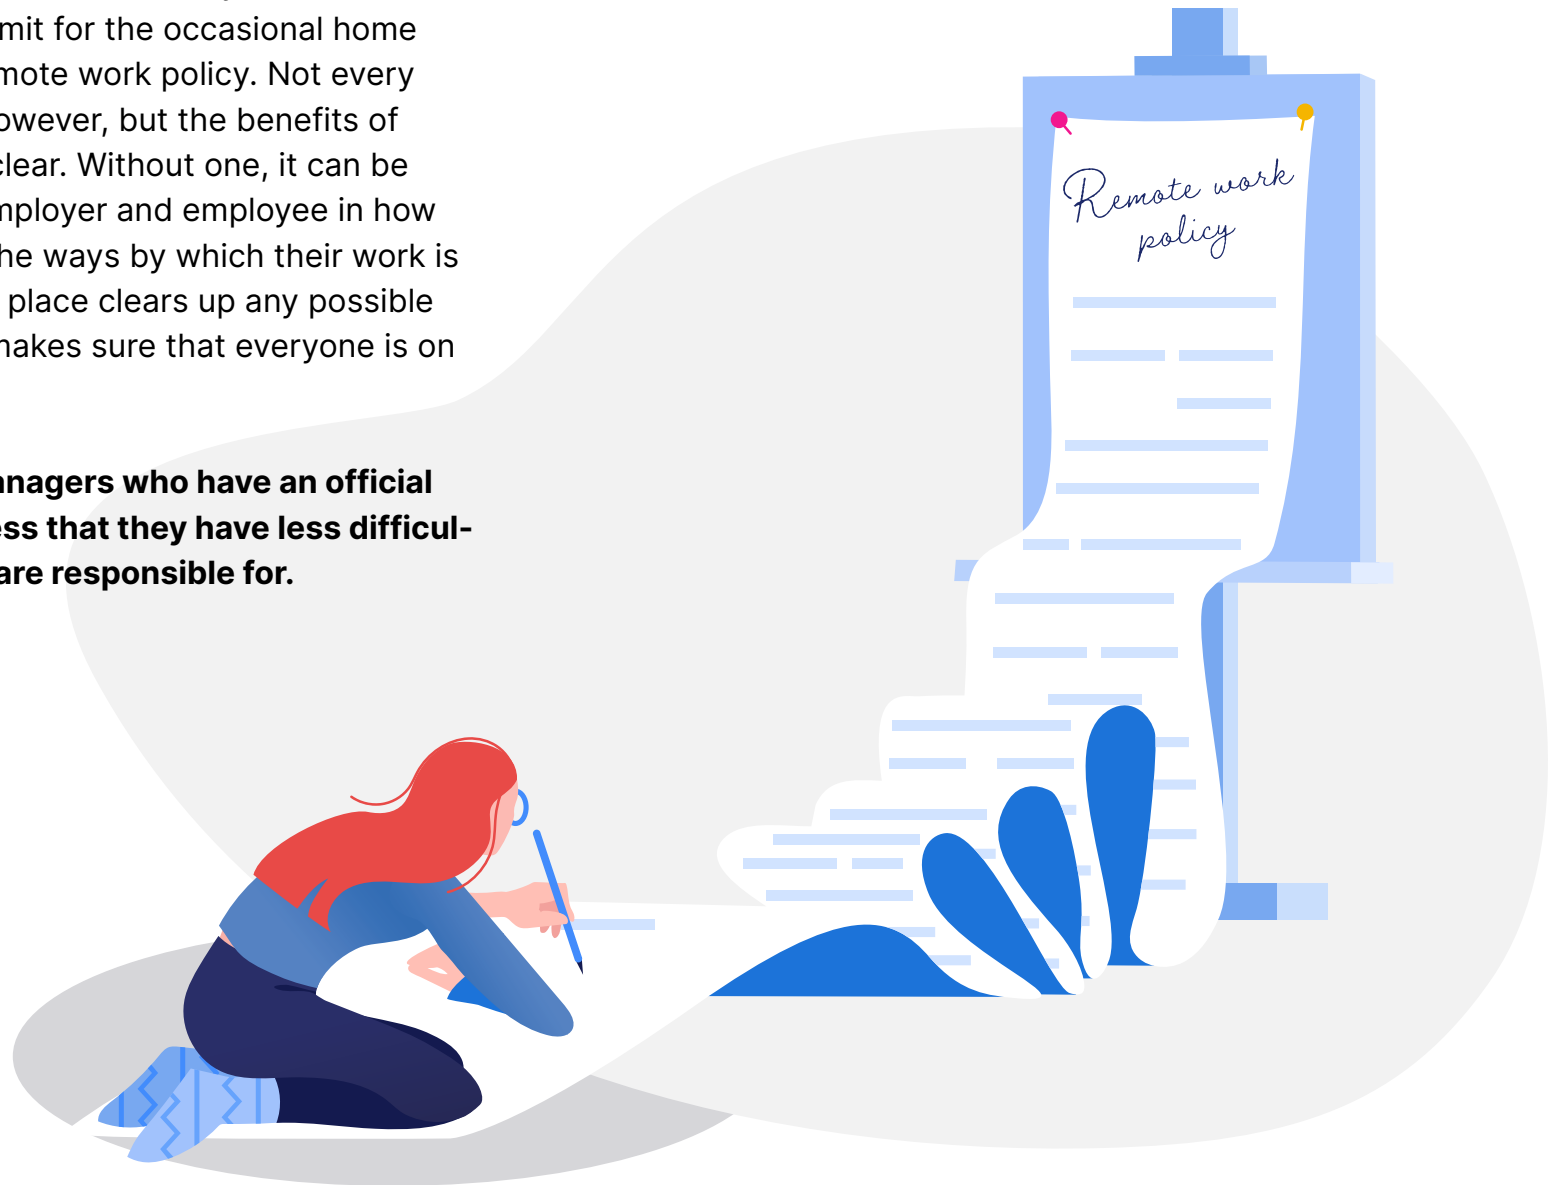 mit for the occasional home
mote work policy. Not every
owever, but the benefits of
clear. Without one, it can be
mployer and employee in how
he ways by which their work is
place clears up any possible
makes sure that everyone is on
anagers who have an official
ess that they have less difficul-
are responsible for.
Remote work
policy